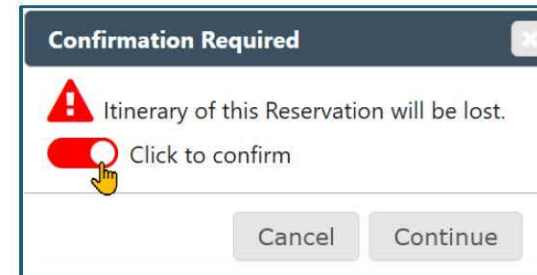 Confirmation Required
Itinerary of this Reservation will be lost.
Click to confirm
Cancel Continue